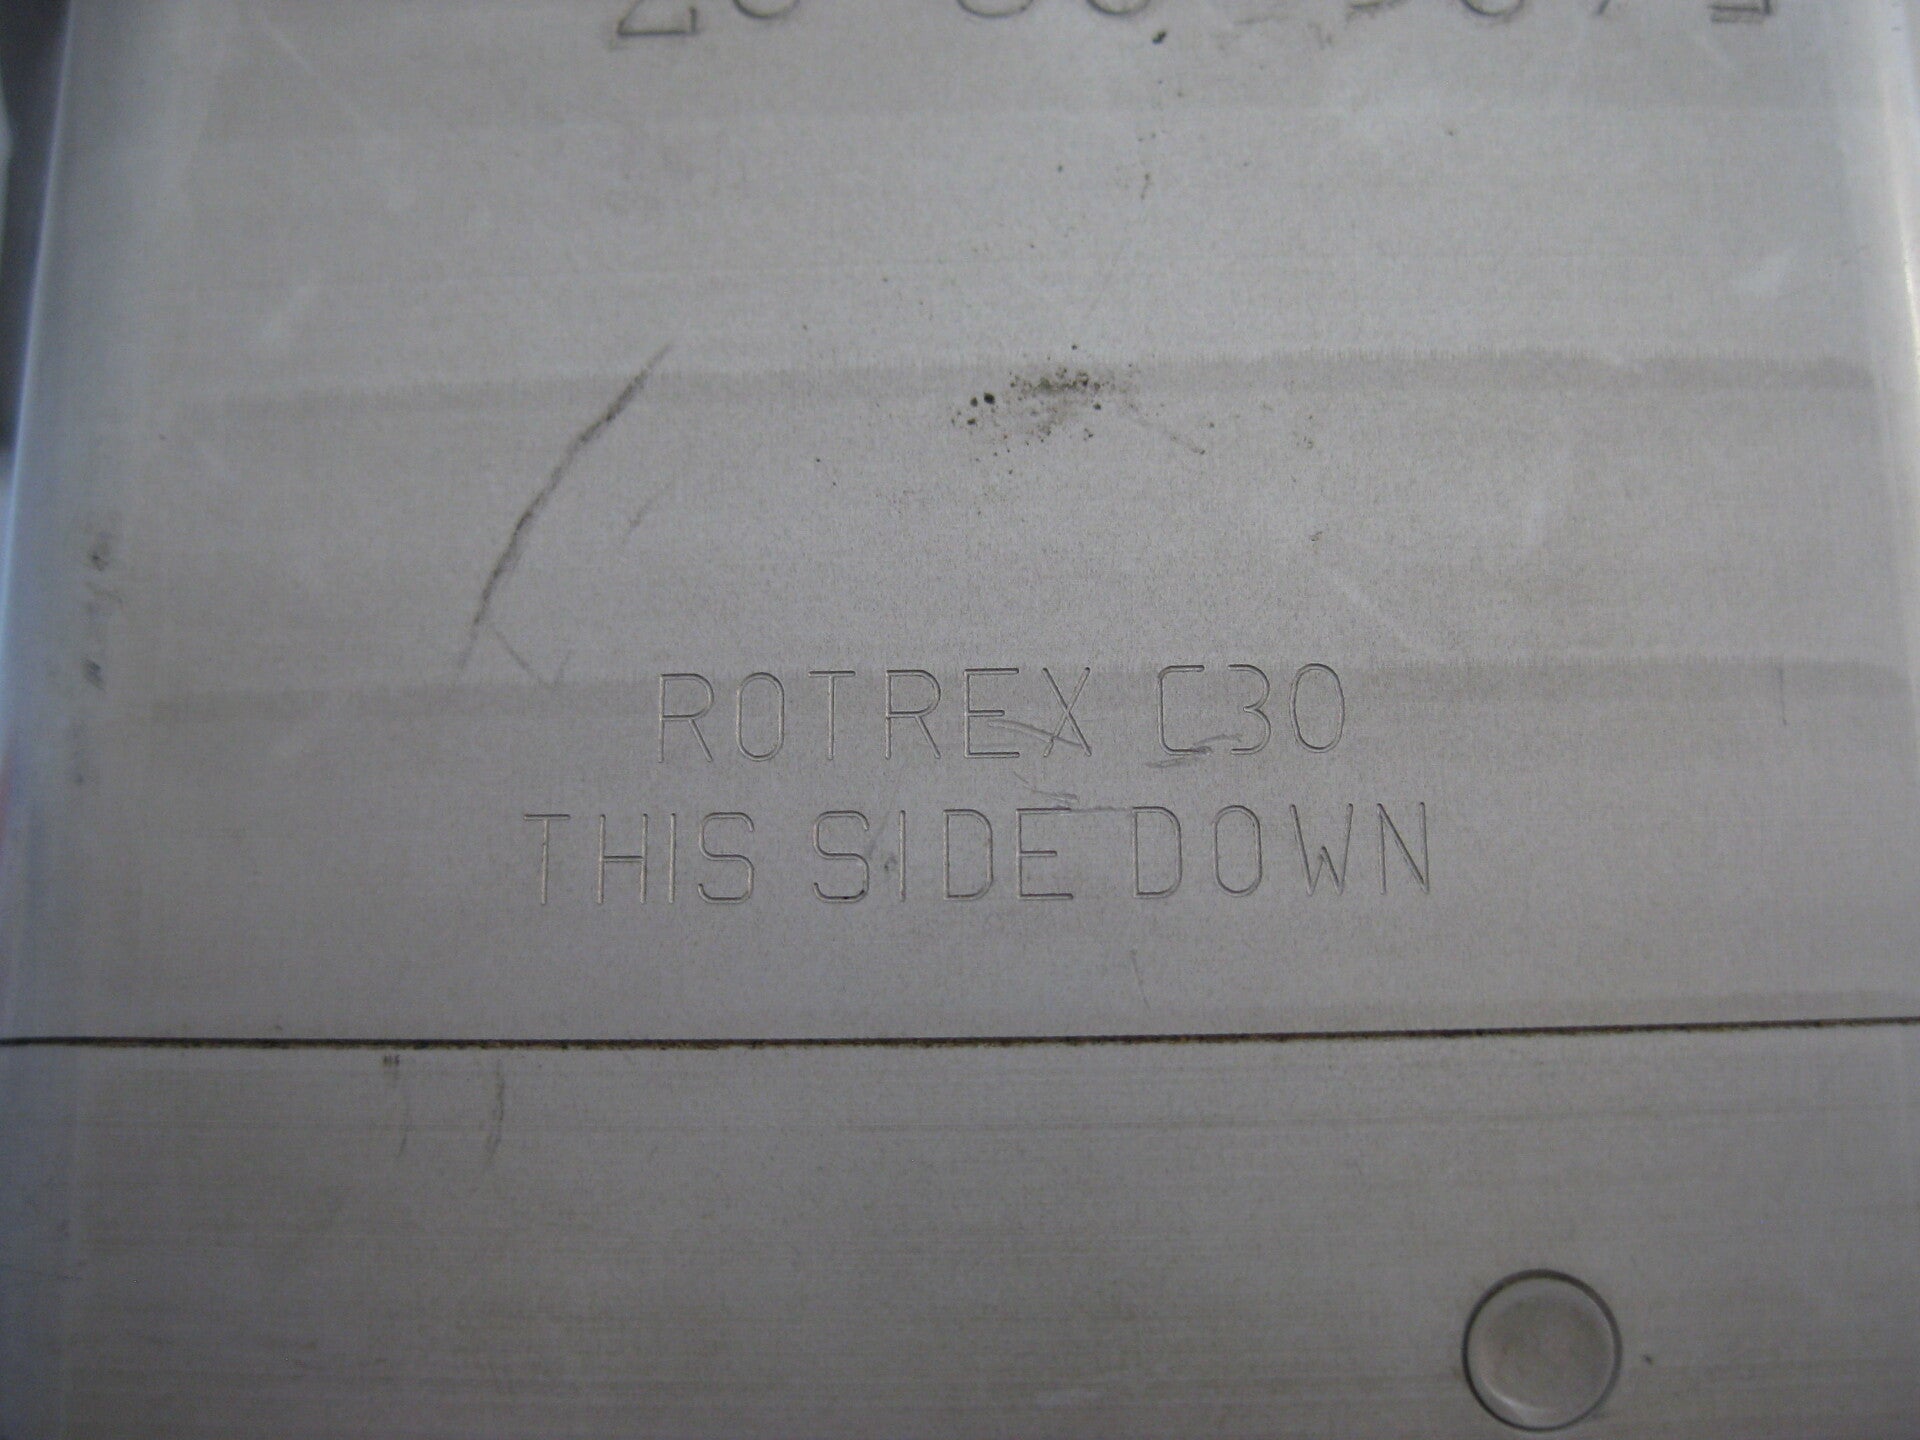 ROTREX C30
THIS SIDE DOWN